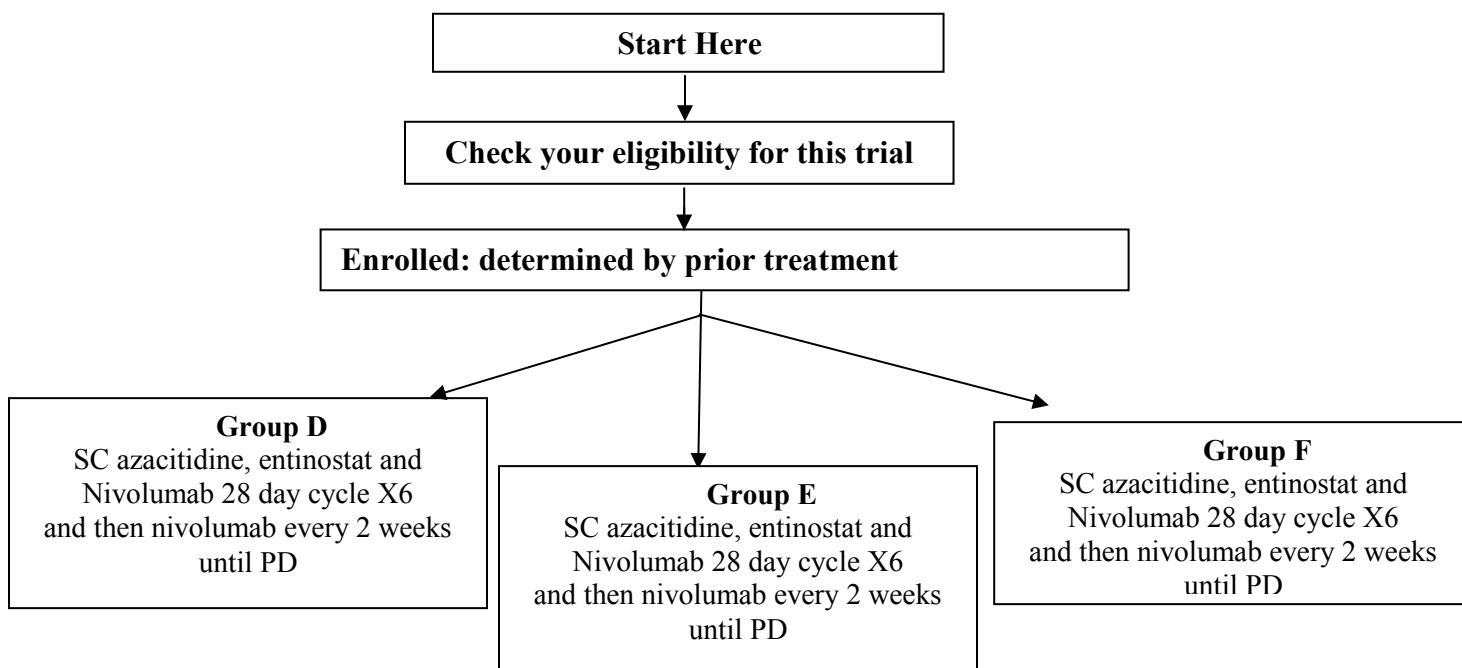 Start Here
Check your eligibility for this trial
Enrolled: determined by prior treatment
Group D
SC azacitidine, entinostat and
Nivolumab 28 day cycle X6
and then nivolumab every 2 weeks
until PD
Group E
SC azacitidine, entinostat and
Nivolumab 28 day cycle X6
and then nivolumab every 2 weeks
until PD
Group F
SC azacitidine, entinostat and
Nivolumab 28 day cycle X6
and then nivolumab every 2 weeks
until PD